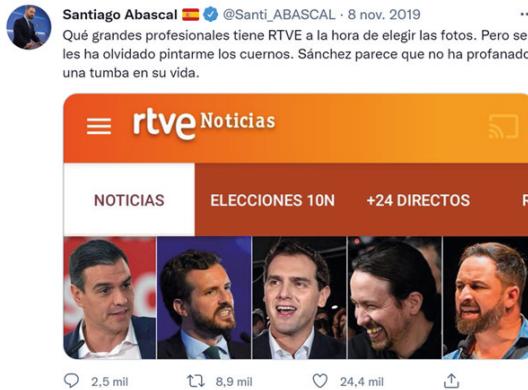 Santiago Abascal 🇪🇸 @Santi_ABASCAL · 8 nov. 2019
Qué grandes profesionales tiene RTVE a la hora de elegir las fotos. Pero se
les ha olvidado pintarme los cuernos. Sánchez parece que no ha profanado
una tumba en su vida.
rtve Noticias
NOTICIAS ELECCIONES 10N +24 DIRECTOS
2,5 mil 8,9 mil 24,4 mil